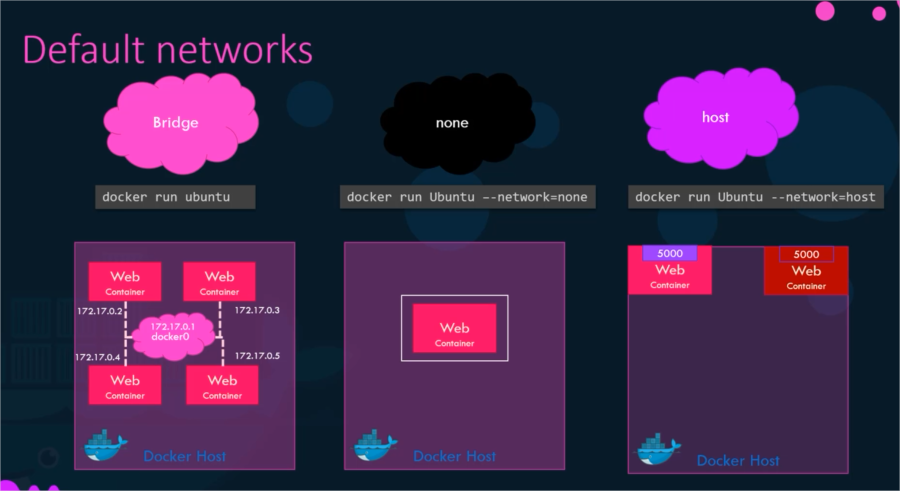 Default networks
Bridge
none
host
docker run ubuntu
docker run Ubuntu --network=none
docker run Ubuntu --network=host
Web
Container
Web
Container
172.17.0.2
172.17.0.3
172.17.0.1
docker0
172.17.0.4
172.17.0.5
Web
Container
Web
Container
Docker Host
Web
Container
Docker Host
5000
Web
Container
5000
Web
Container
Docker Host